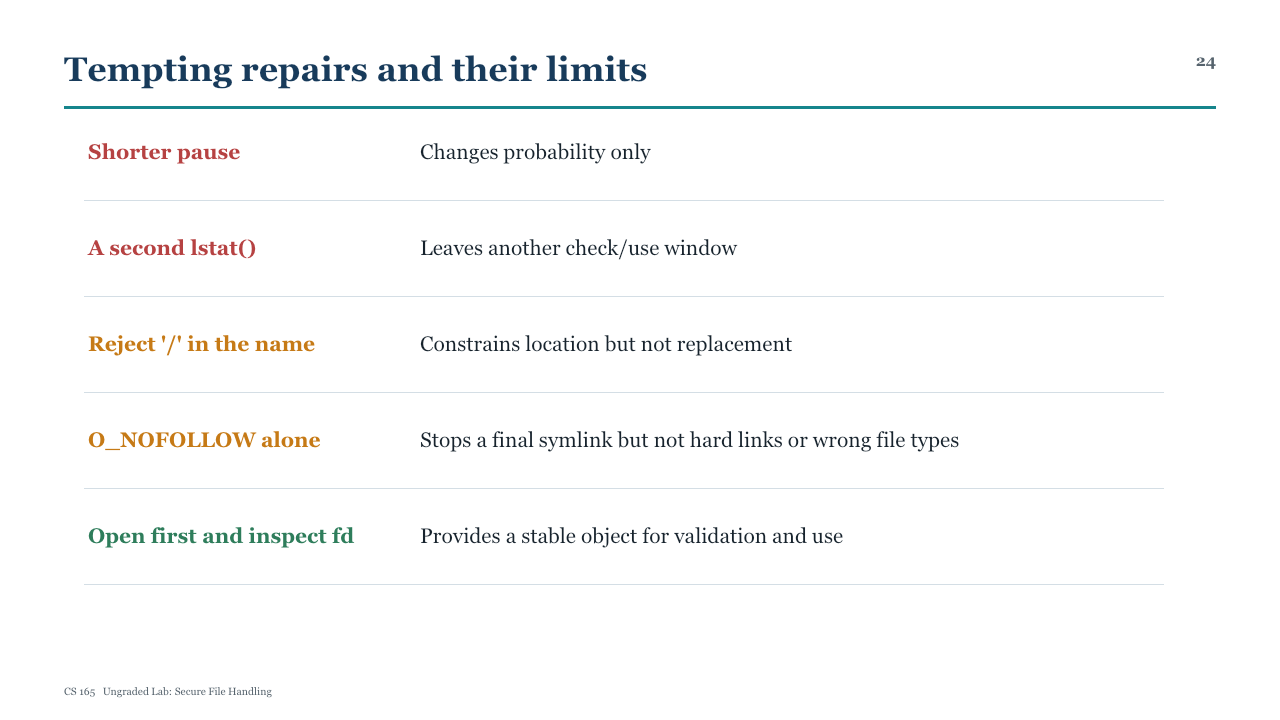 Tempting repairs and their limits
24
Shorter pause
Changes probability only
A second lstat()
Leaves another check/use window
Reject '/' in the name
Constrains location but not replacement
O_NOFOLLOW alone
Stops a final symlink but not hard links or wrong file types
Open first and inspect fd
Provides a stable object for validation and use
CS 165 Ungraded Lab: Secure File Handling